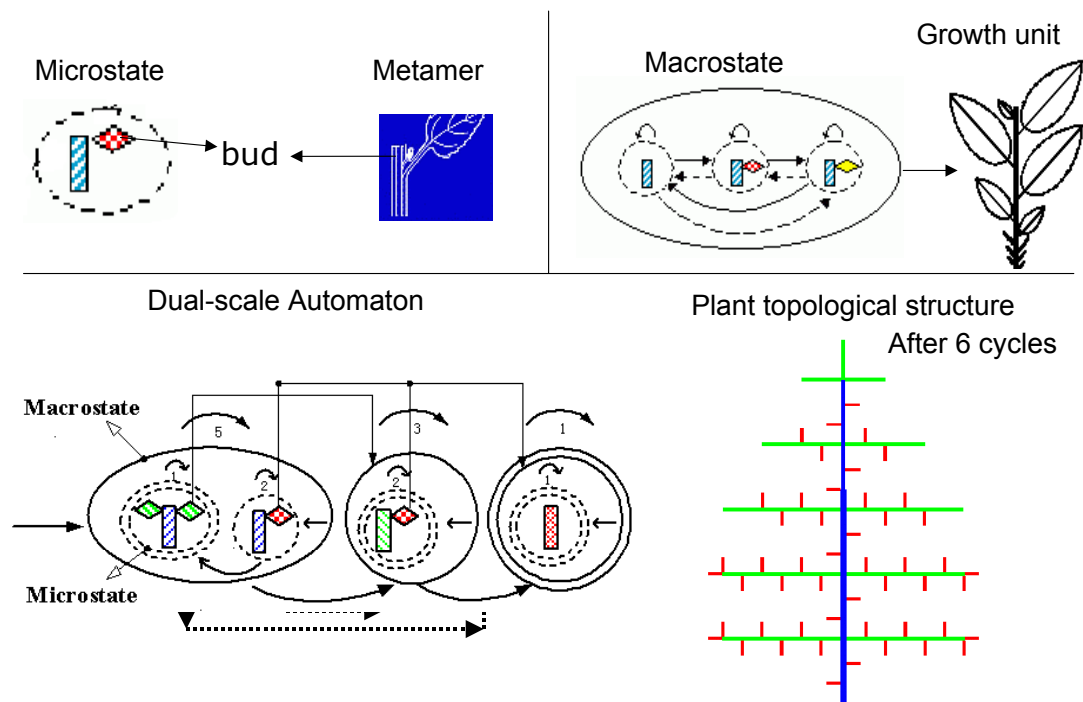 Microstate
Metamer
bud
Macrostate
Growth unit
Dual-scale Automaton
Macrostate
5
3
1
1
2
2
1
Microstate
Plant topological structure
After 6 cycles